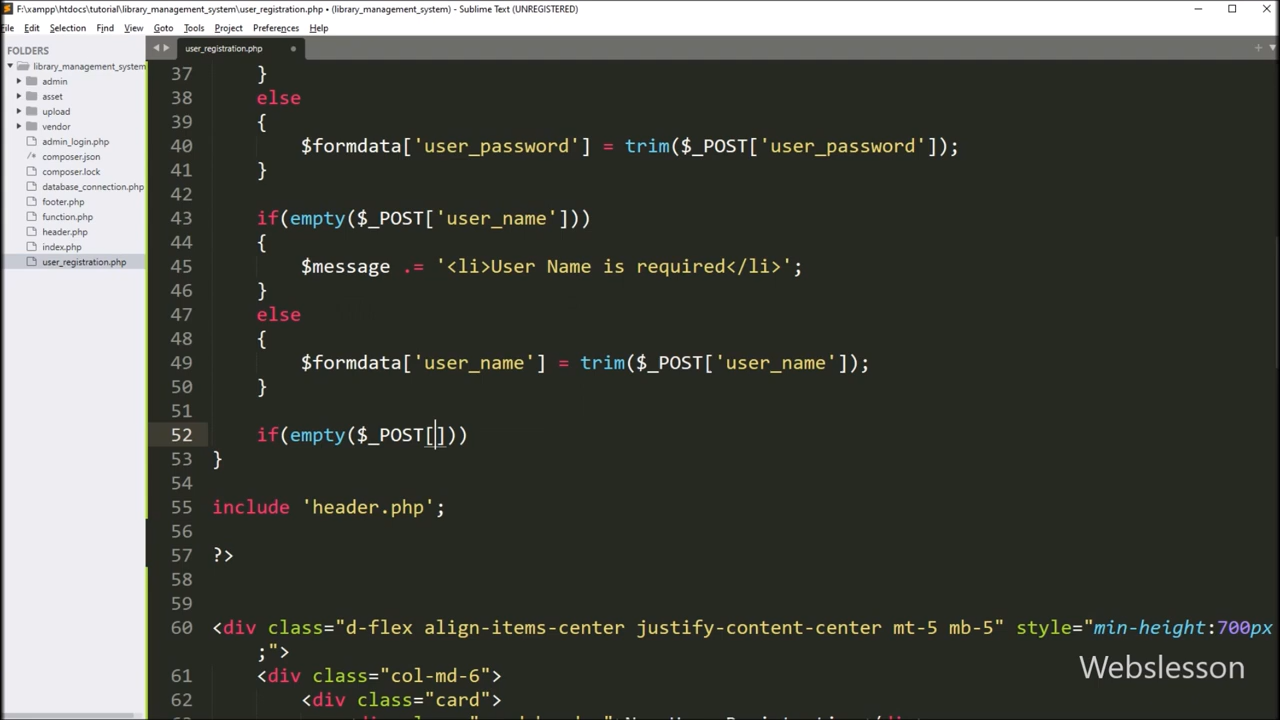 F:\xampp\htdocs\tutorial\library_management_system\user_registration.php • (library_management_system) - Sublime Text (UNREGISTERED)
File Edit Selection Find View Goto Tools Project Preferences Help
FOLDERS
library_management_system
admin
asset
upload
vendor
admin_login.php
composer.json
composer.lock
database_connection.php
footer.php
function.php
header.php
index.php
user_registration.php
user_registration.php
37 }
38 else
39 {
40 $formdata['user_password'] = trim($_POST['user_password']);
41 }
42
43 if(empty($_POST['user_name']))
44 {
45 $message .= '<li>User Name is required</li>';
46 }
47 else
48 {
49 $formdata['user_name'] = trim($_POST['user_name']);
50 }
51
52 if(empty($_POST[]))
53 }
54
55 include 'header.php';
56
57 ?>
58
59
60 <div class="d-flex align-items-center justify-content-center mt-5 mb-5" style="min-height:700px
;">
61 <div class="col-md-6">
62 <div class="card">
Webslesson